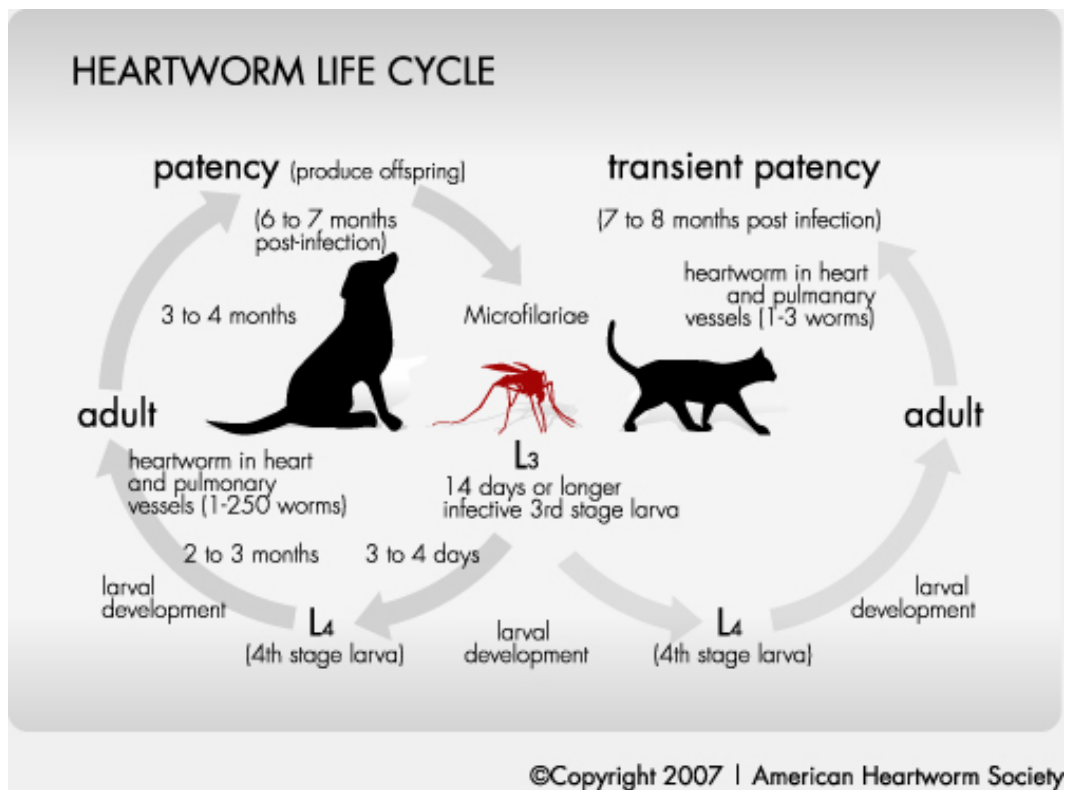 HEARTWORM LIFE CYCLE
patency (produce offspring)
(6 to 7 months
post-infection)
3 to 4 months
adult
heartworm in heart
and pulmonary
vessels (1-250 worms)
2 to 3 months
3 to 4 days
larval
development
L4
(4th stage larva)
Microfilariae
L3
14 days or longer
infective 3rd stage larva
larval
development
transient patency
(7 to 8 months post infection)
heartworm in heart
and pulmanary
vessels (1-3 worms)
adult
larval
development
L4
(4th stage larva)
©Copyright 2007 | American Heartworm Society